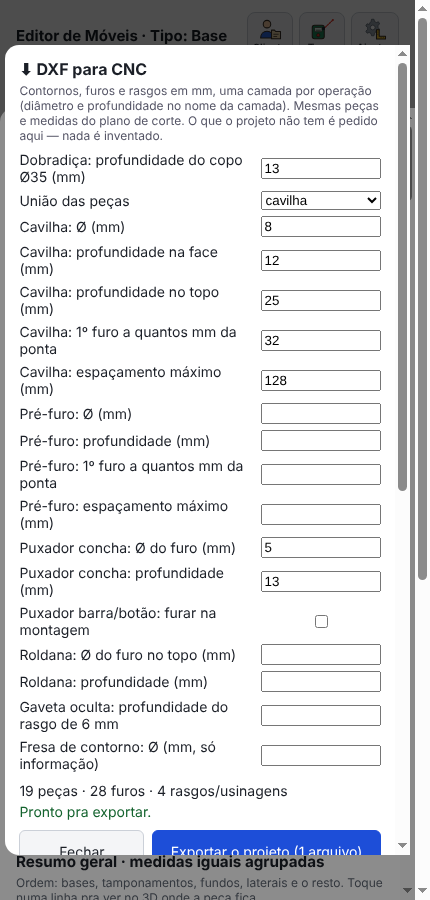 Editor de Móveis · Tipo: Base
⬇ DXF para CNC
Contornos, furos e rasgos em mm, uma camada por operação
(diâmetro e profundidade no nome da camada). Mesmas peças
e medidas do plano de corte. O que o projeto não tem é pedido
aqui — nada é inventado.
Dobradiça: profundidade do copo
Ø35 (mm)
13
União das peças
cavilha
Cavilha: Ø (mm)
8
Cavilha: profundidade na face
(mm)
12
Cavilha: profundidade no topo
(mm)
25
Cavilha: 1º furo a quantos mm da
ponta
32
Cavilha: espaçamento máximo
(mm)
128
Pré-furo: Ø (mm)
Pré-furo: profundidade (mm)
Pré-furo: 1º furo a quantos mm da
ponta
Pré-furo: espaçamento máximo
(mm)
Puxador concha: Ø do furo (mm)
5
Puxador concha: profundidade
(mm)
13
Puxador barra/botão: furar na
montagem
Roldana: Ø do furo no topo (mm)
Roldana: profundidade (mm)
Gaveta oculta: profundidade do
rasgo de 6 mm
Fresa de contorno: Ø (mm, só
informação)
19 peças · 28 furos · 4 rasgos/usinagens
Pronto pra exportar.
Fechar
Exportar o projeto (1 arquivo)
Resumo geral · medidas iguais agrupadas
Ordem: bases, tamponamentos, fundos, laterais e o resto. Toque
numa linha pra ver no 3D onde a peça fica.